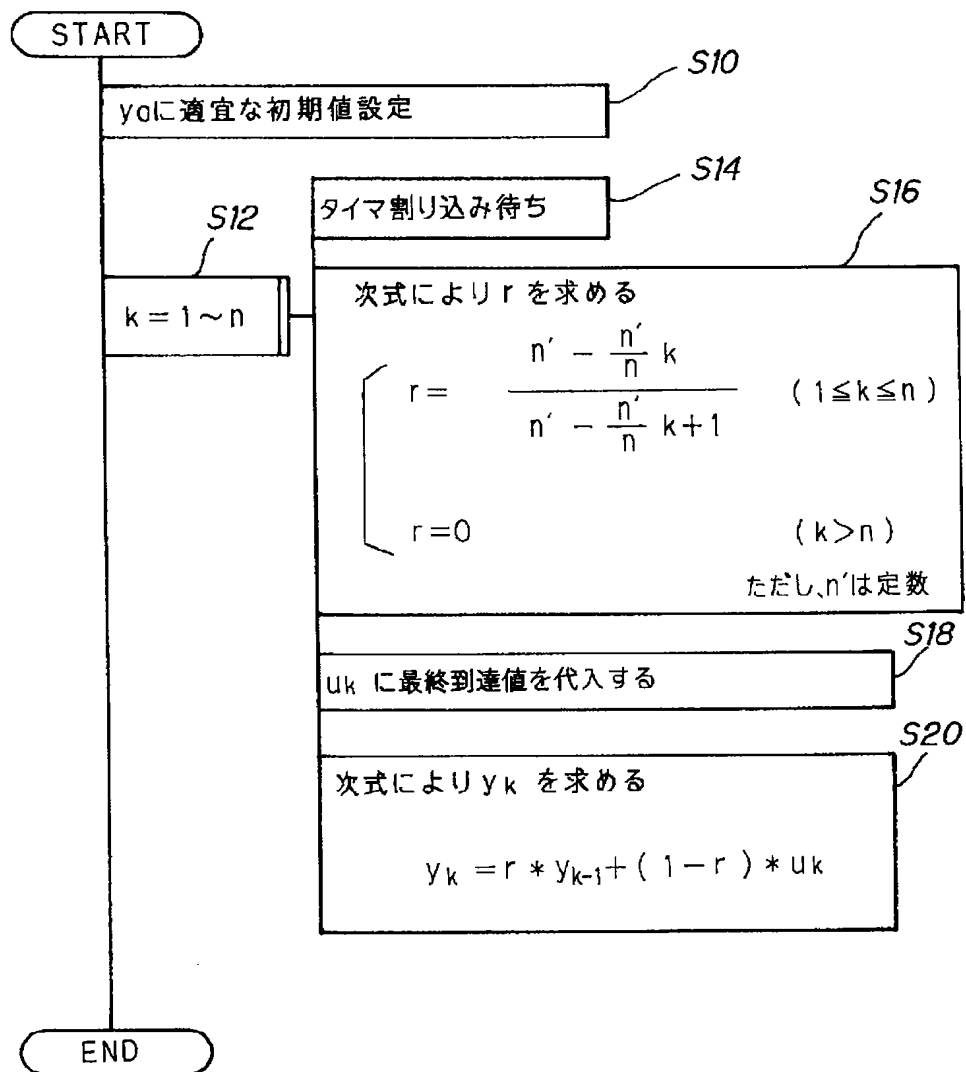 START
S10
y0に適宜な初期値設定
S14
タイマ割り込み待ち
S12
k=1~n
S16
次式によりrを求める
r= (n' - n'/n k) / (n' - n'/n k+1) (1≦k≦n)
r=0 (k>n)
ただし、n'は定数
S18
uk に最終到達値を代入する
S20
次式によりyk を求める
yk =r*yk-1+(1-r)*uk
END